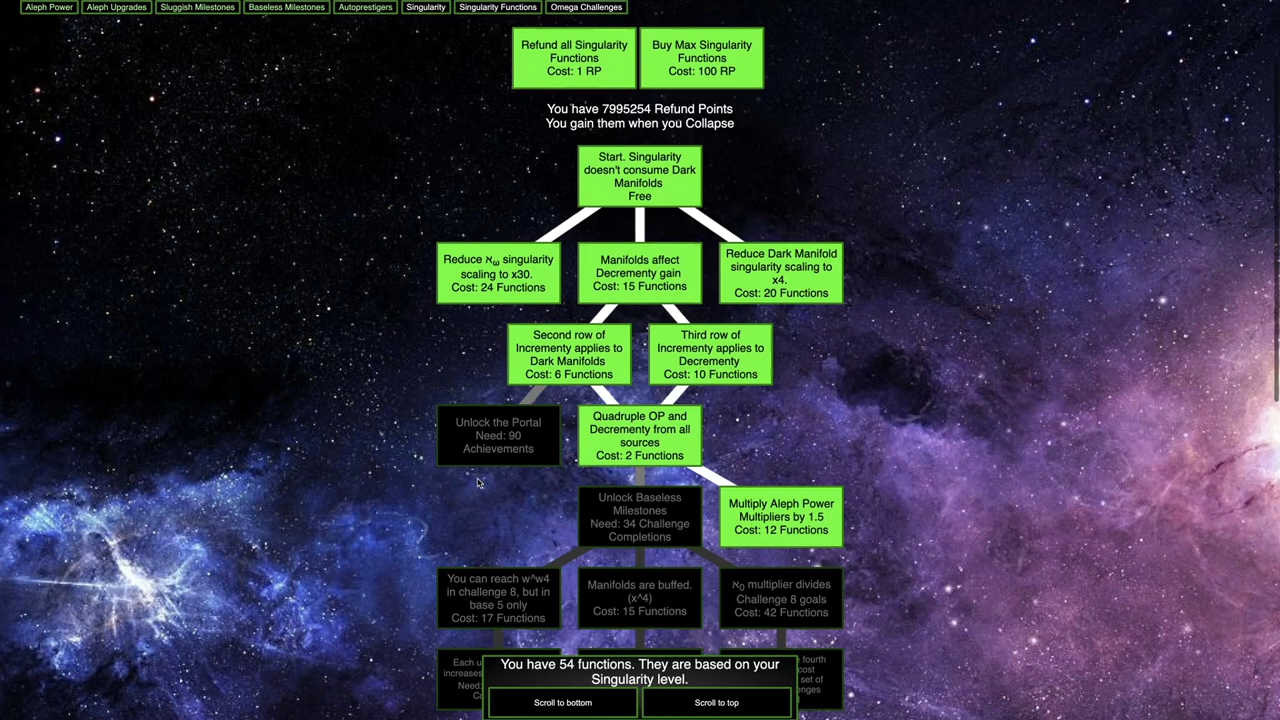 Aleph Power Aleph Upgrades Sluggish Milestones Baseless Milestones Autoprestigers Singularity Singularity Functions Omega Challenges
Refund all Singularity
Functions
Cost: 1 RP
Buy Max Singularity
Functions
Cost: 100 RP
You have 7995254 Refund Points
You gain them when you Collapse
Start. Singularity
doesn't consume Dark
Manifolds
Free
Reduce ℵω singularity
scaling to x30.
Cost: 24 Functions
Manifolds affect
Decrementy gain
Cost: 15 Functions
Reduce Dark Manifold
singularity scaling to
x4.
Cost: 20 Functions
Second row of
Incrementy applies to
Dark Manifolds
Cost: 6 Functions
Third row of
Incrementy applies to
Decrementy
Cost: 10 Functions
Unlock the Portal
Need: 90
Achievements
Quadruple OP and
Decrementy from all
sources
Cost: 2 Functions
Unlock Baseless
Milestones
Need: 34 Challenge
Completions
Multiply Aleph Power
Multipliers by 1.5
Cost: 12 Functions
You can reach w^w4
in challenge 8, but in
base 5 only
Cost: 17 Functions
Manifolds are buffed.
(x^4)
Cost: 15 Functions
ℵ0 multiplier divides
Challenge 8 goals
Cost: 42 Functions
Each
increases
Need:
fourth
cost
set of
You have 54 functions. They are based on your
Singularity level.
Scroll to bottom
Scroll to top